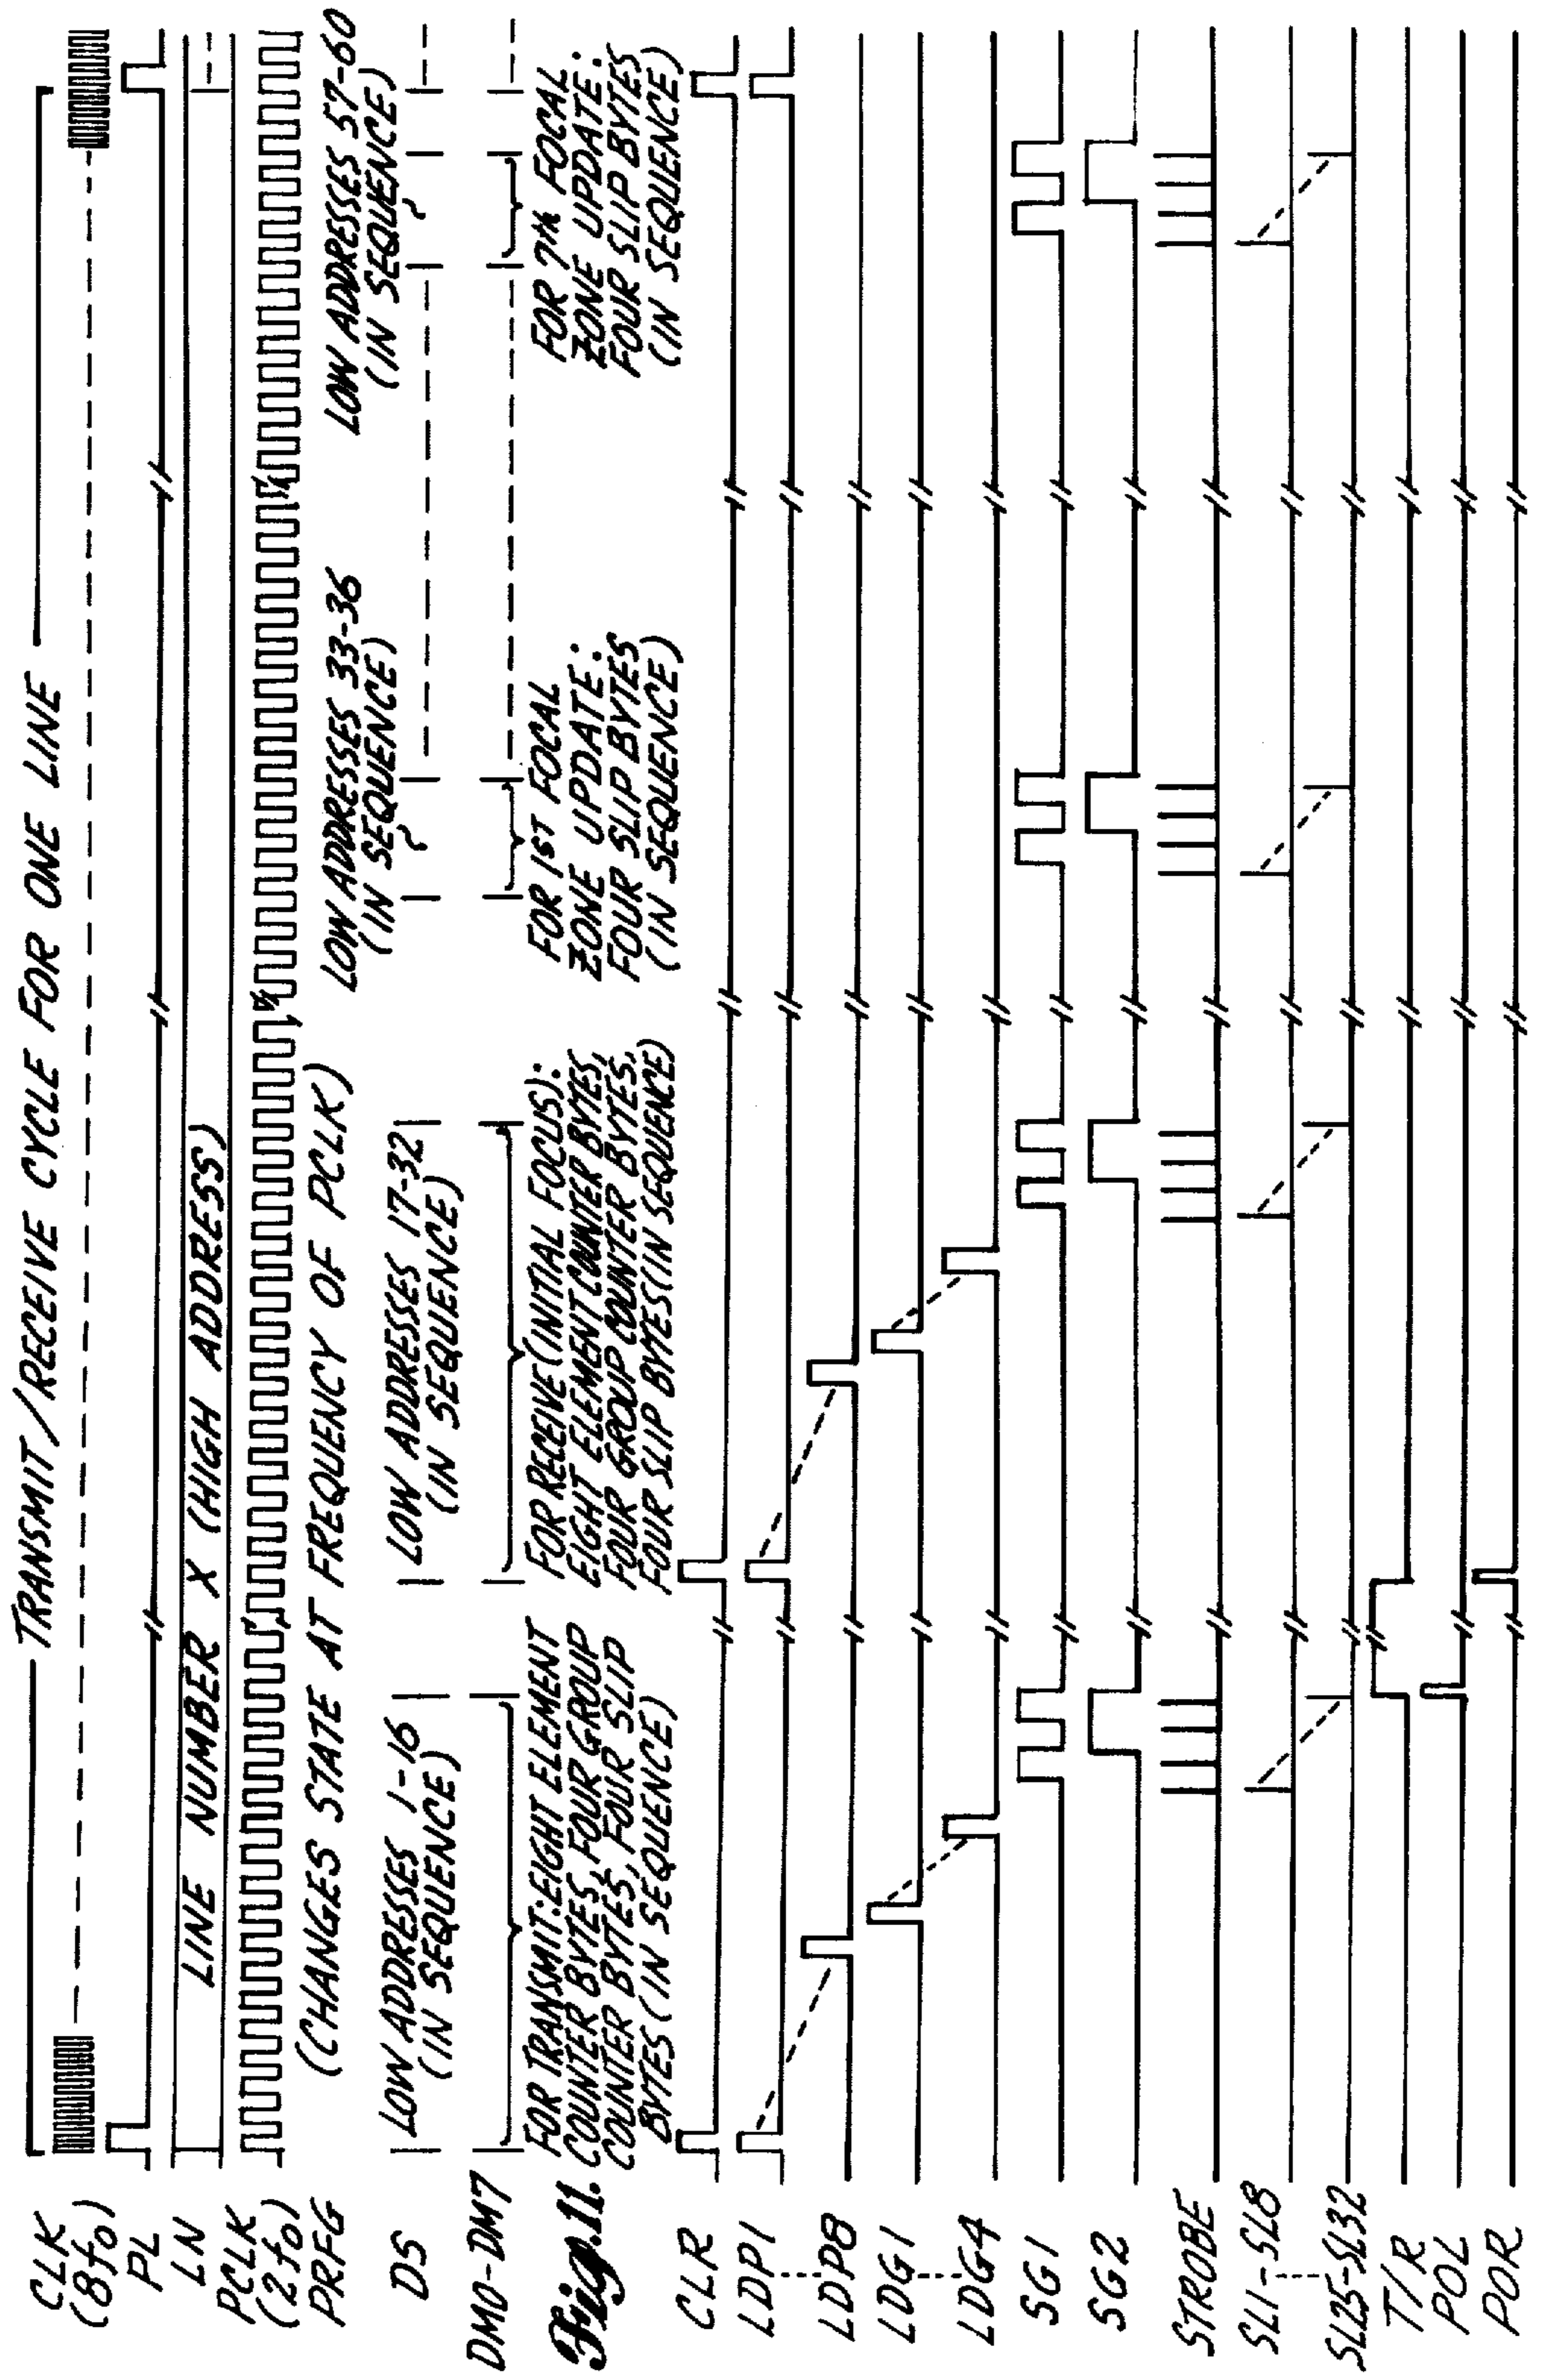 TRANSMIT/RECEIVE CYCLE FOR ONE LINE
CLK
(8fo)
PL
LN
LINE NUMBER X (HIGH ADDRESS)
PCLK
(2fo)
PRFG
(CHANGES STATE AT FREQUENCY OF PCLK)
DS
LOW ADDRESSES 1-16
(IN SEQUENCE)
LOW ADDRESSES 17-32
(IN SEQUENCE)
LOW ADDRESSES 33-36
(IN SEQUENCE)
LOW ADDRESSES 57-60
(IN SEQUENCE)
DM0-DM7
FOR TRANSMIT: EIGHT ELEMENT
COUNTER BYTES, FOUR GROUP
COUNTER BYTES, FOUR SLIP
BYTES (IN SEQUENCE)
FOR RECEIVE (INITIAL FOCUS):
EIGHT ELEMENT COUNTER BYTES,
FOUR GROUP COUNTER BYTES,
FOUR SLIP BYTES (IN SEQUENCE)
FOR 1ST FOCAL
ZONE UPDATE:
FOUR SLIP BYTES
(IN SEQUENCE)
FOR 7th FOCAL
ZONE UPDATE:
FOUR SLIP BYTES
(IN SEQUENCE)
Fig. 11.
CLR
LDP1
LDP8
LDG1
LDG4
SG1
SG2
STROBE
SL1-SL8
SL25-SL32
T/R
POL
POR